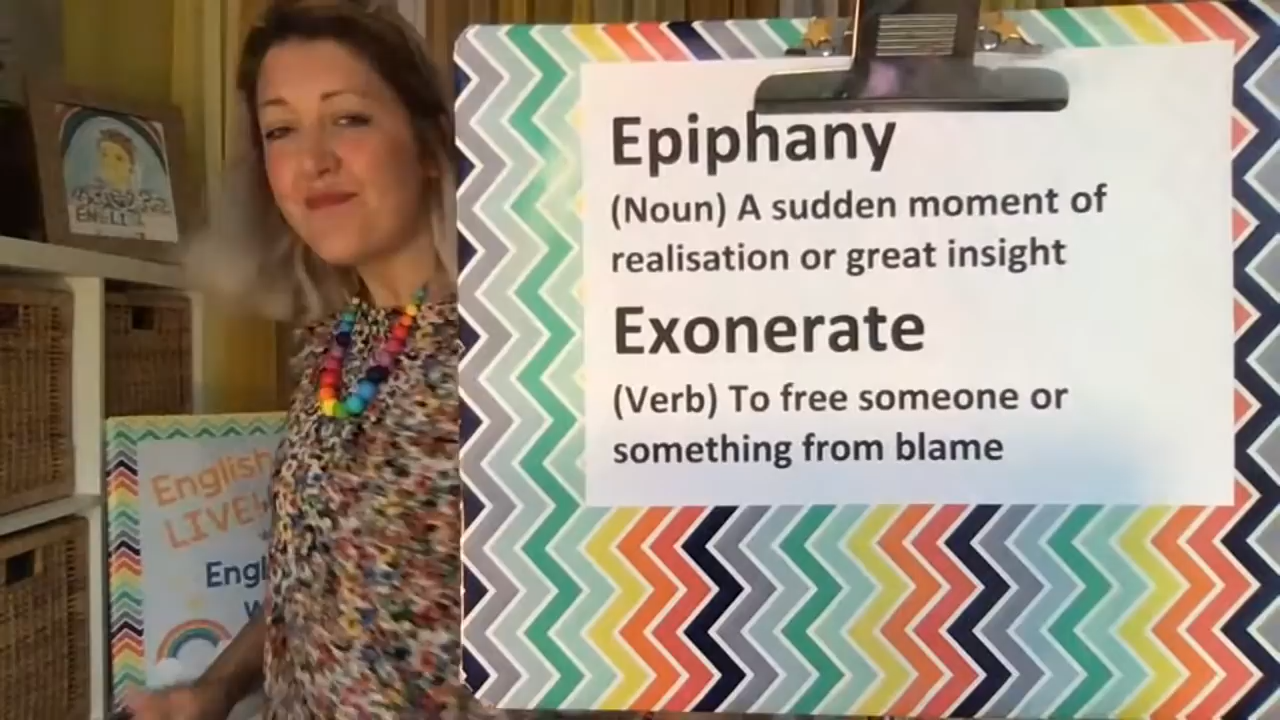 Epiphany
(Noun) A sudden moment of
realisation or great insight
Exonerate
(Verb) To free someone or
something from blame
English
LIVE!